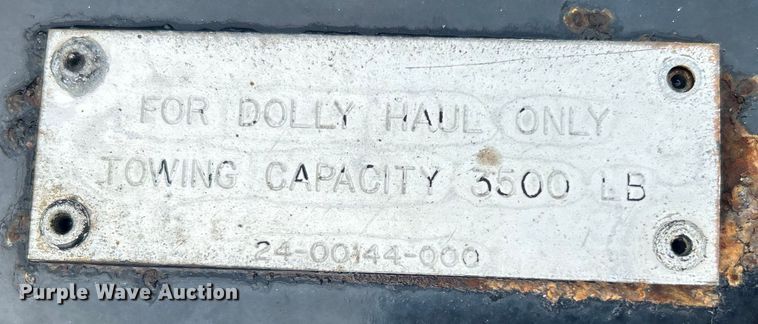 FOR DOLLY HAUL ONLY
TOWING CAPACITY 3500 LB
24-00144-000
Purple Wave Auction